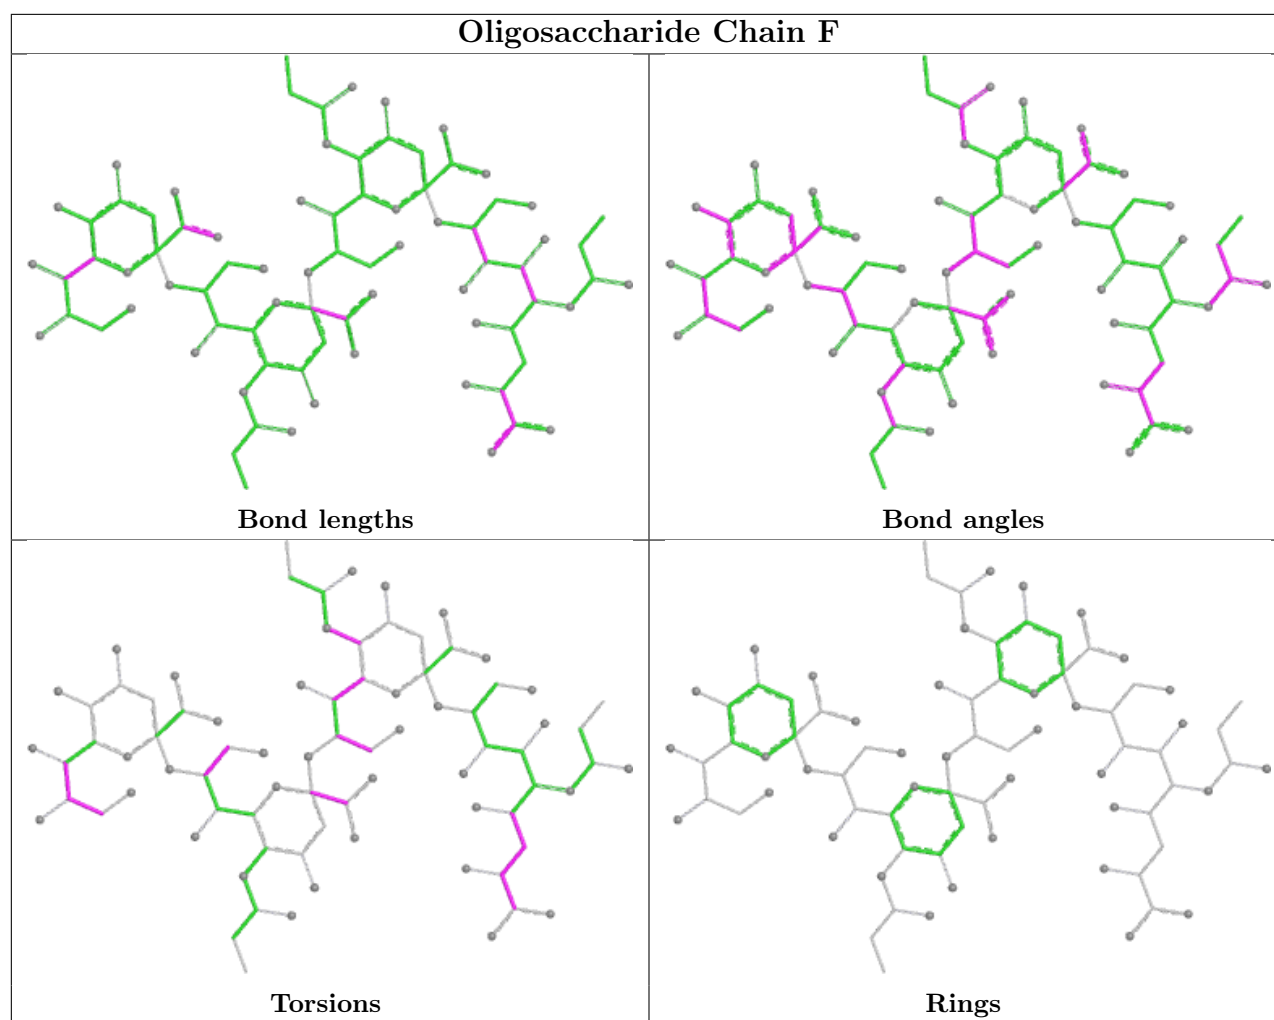 Oligosaccharide Chain F
Bond lengths
Bond angles
Torsions
Rings